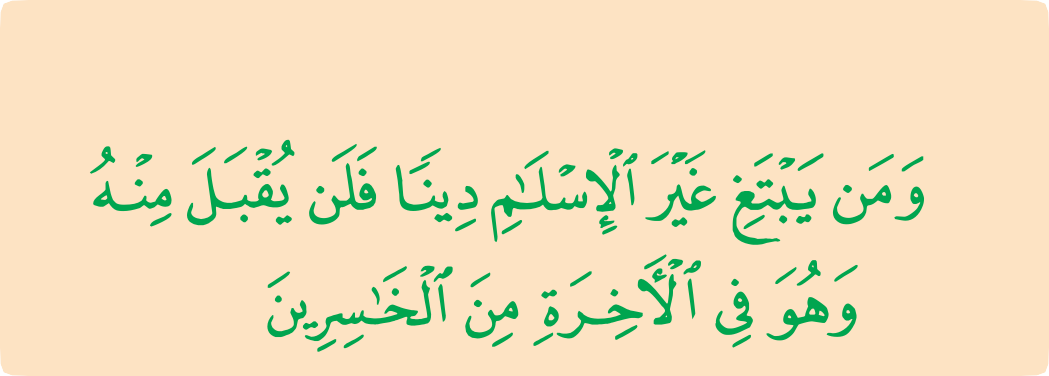 وَمَن يَبْتَغِ غَيْرَ ٱلْإِسْلَٰمِ دِينًا فَلَن يُقْبَلَ مِنْهُ
وَهُوَ فِى ٱلْأَخِرَةِ مِنَ ٱلْخَٰسِرِينَ